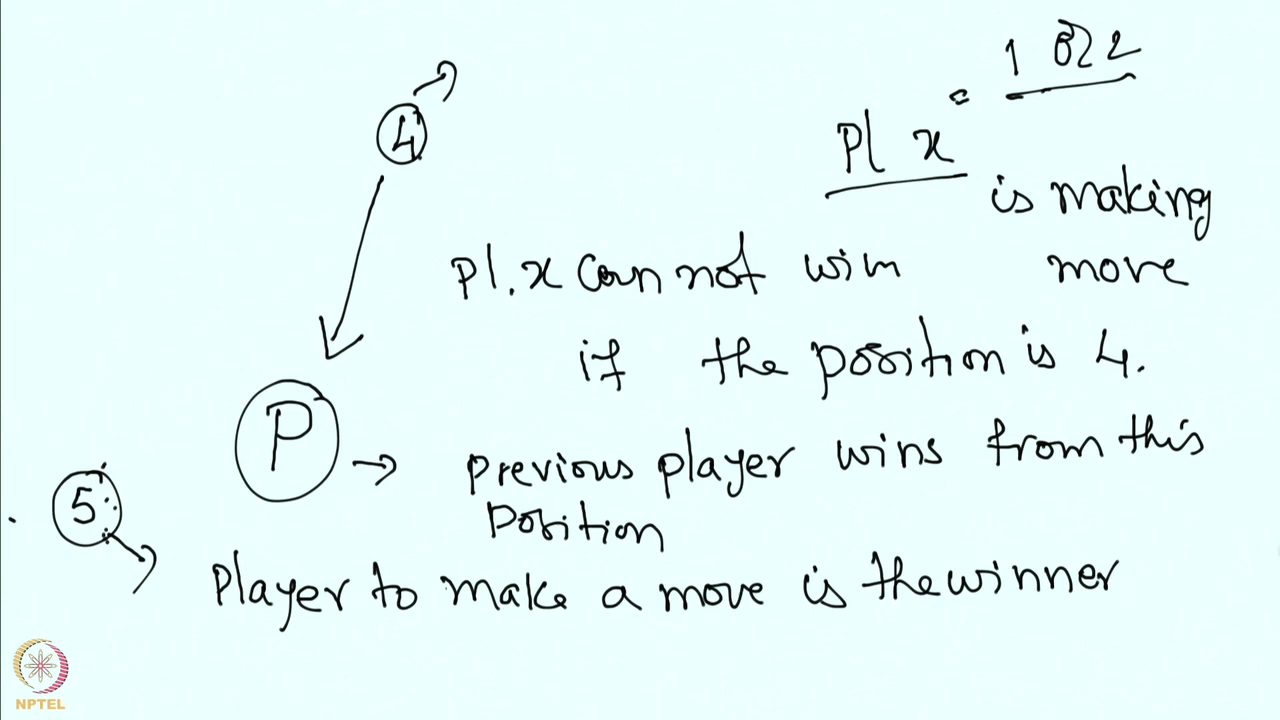 1 or 2
4
Pl x =
is making
Pl. x can not win move
if the position is 4.
P → previous player wins from this
position
5
Player to make a move is the winner
NPTEL